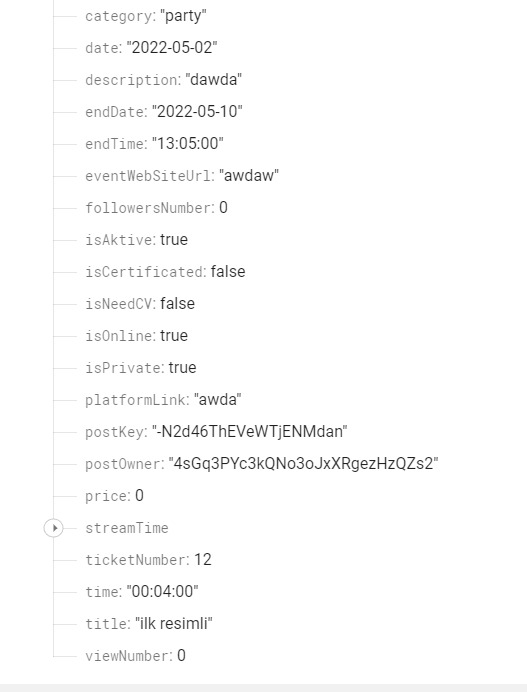 category: "party"
date: "2022-05-02"
description: "dawda"
endDate: "2022-05-10"
endTime: "13:05:00"
eventWebSiteUrl: "awdaw"
followersNumber: 0
isAktive: true
isCertificated: false
isNeedCV: false
isOnline: true
isPrivate: true
platformLink: "awda"
postKey: "-N2d46ThEVeWTjENMdan"
postOwner: "4sGq3PYc3kQNo3oJxXRgezHzQZs2"
price: 0
streamTime
ticketNumber: 12
time: "00:04:00"
title: "ilk resimli"
viewNumber: 0